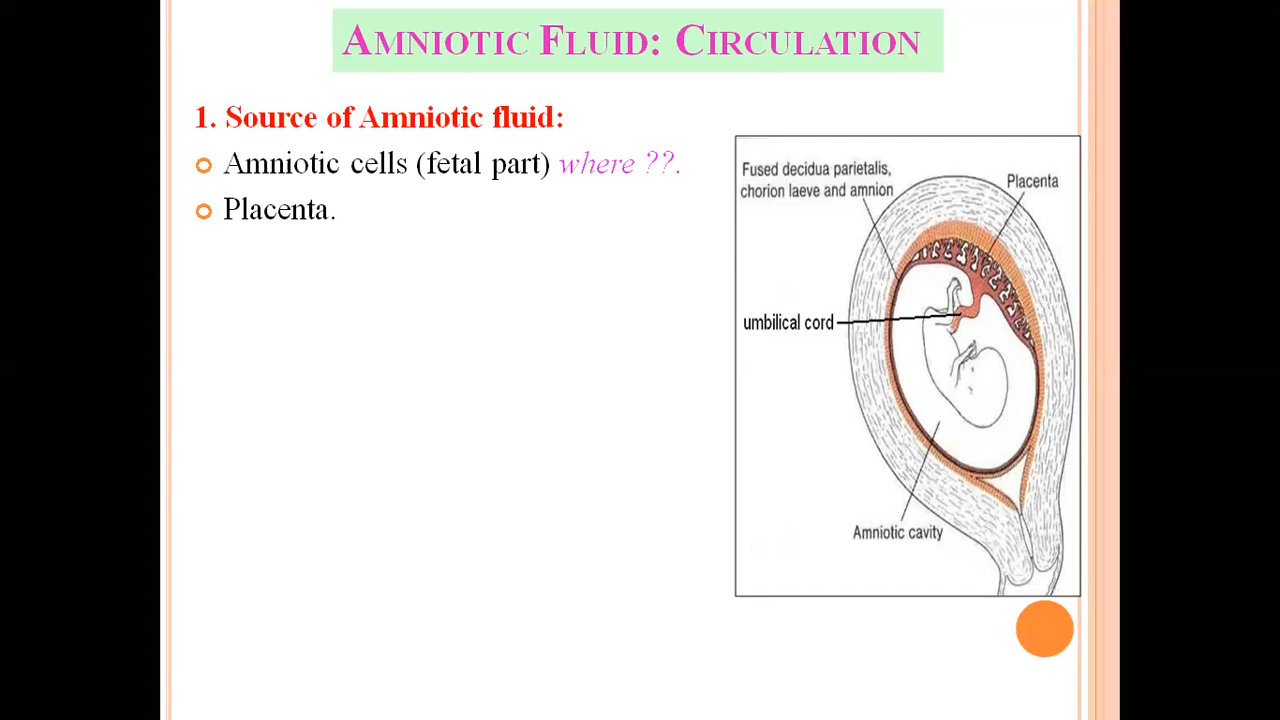 AMNIOTIC FLUID: CIRCULATION
1. Source of Amniotic fluid:
Amniotic cells (fetal part) where ??.
Placenta.
Fused decidua parietalis,
chorion laeve and amnion
Placenta
umbilical cord
Amniotic cavity